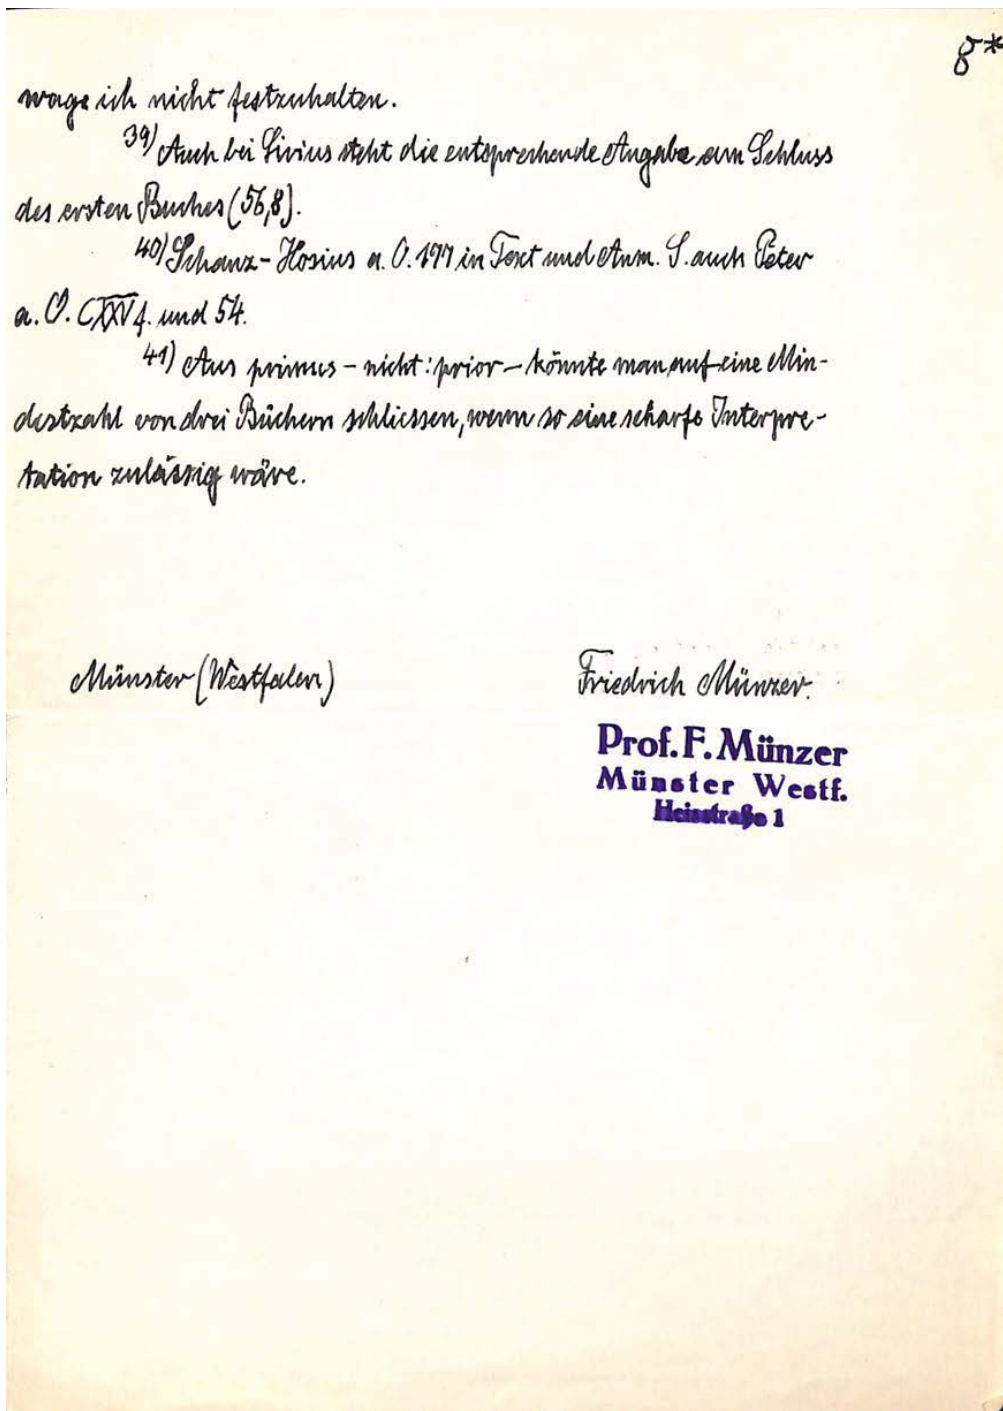 8*
wage ich nicht festzuhalten.
39) Auch bei Livius steht die entsprechende Angabe am Schluss
des ersten Buches (56,8).
40) Schanz-Hosius a. O. 197 in Text und Anm. S. auch Peter
a. O. CXXV f. und 54.
41) Aus primus – nicht: prior – könnte man auf eine Min-
destzahl von drei Büchern schliessen, wenn so eine scharfe Interpre-
tation zulässig wäre.
Münster (Westfalen)
Friedrich Münzer.
Prof. F. Münzer
Münster Westf.
Heisstraße 1